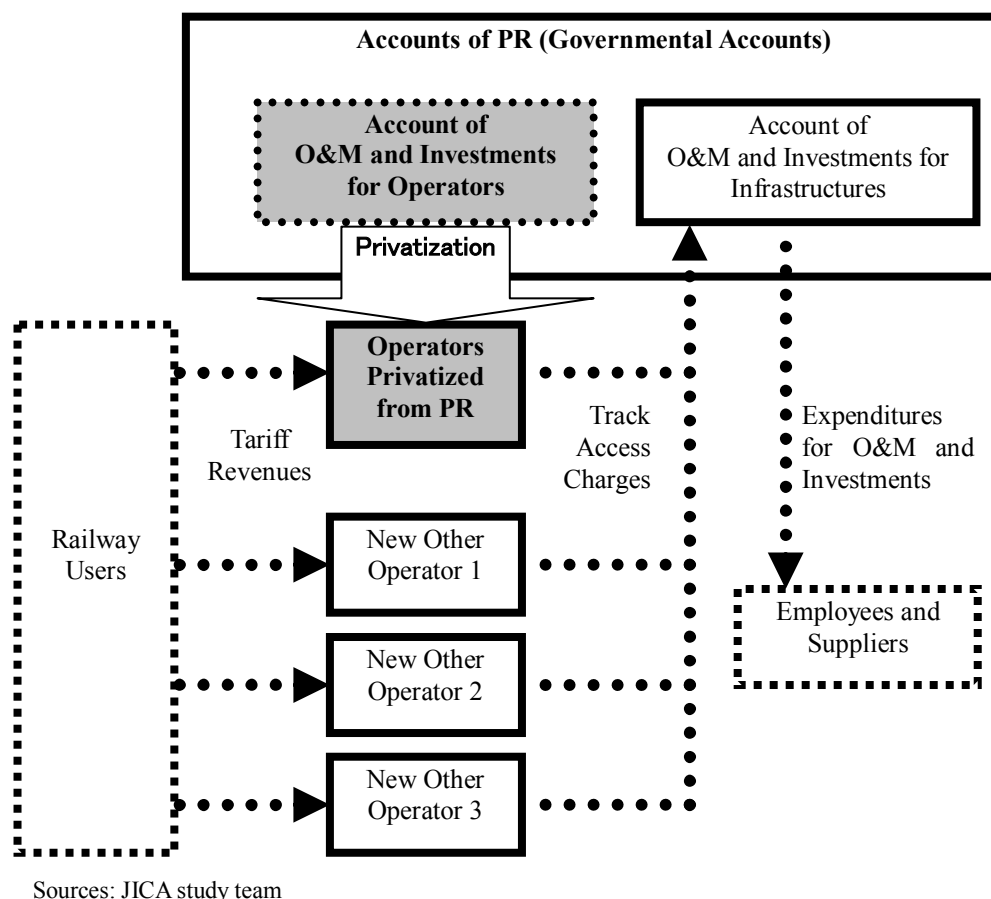 Accounts of PR (Governmental Accounts)
Account of
O&M and Investments
for Operators
Account of
O&M and Investments for
Infrastructures
Privatization
Operators
Privatized
from PR
Tariff
Revenues
Track
Access
Charges
Expenditures
for O&M and
Investments
Railway
Users
New Other
Operator 1
Employees and
Suppliers
New Other
Operator 2
New Other
Operator 3
Sources: JICA study team